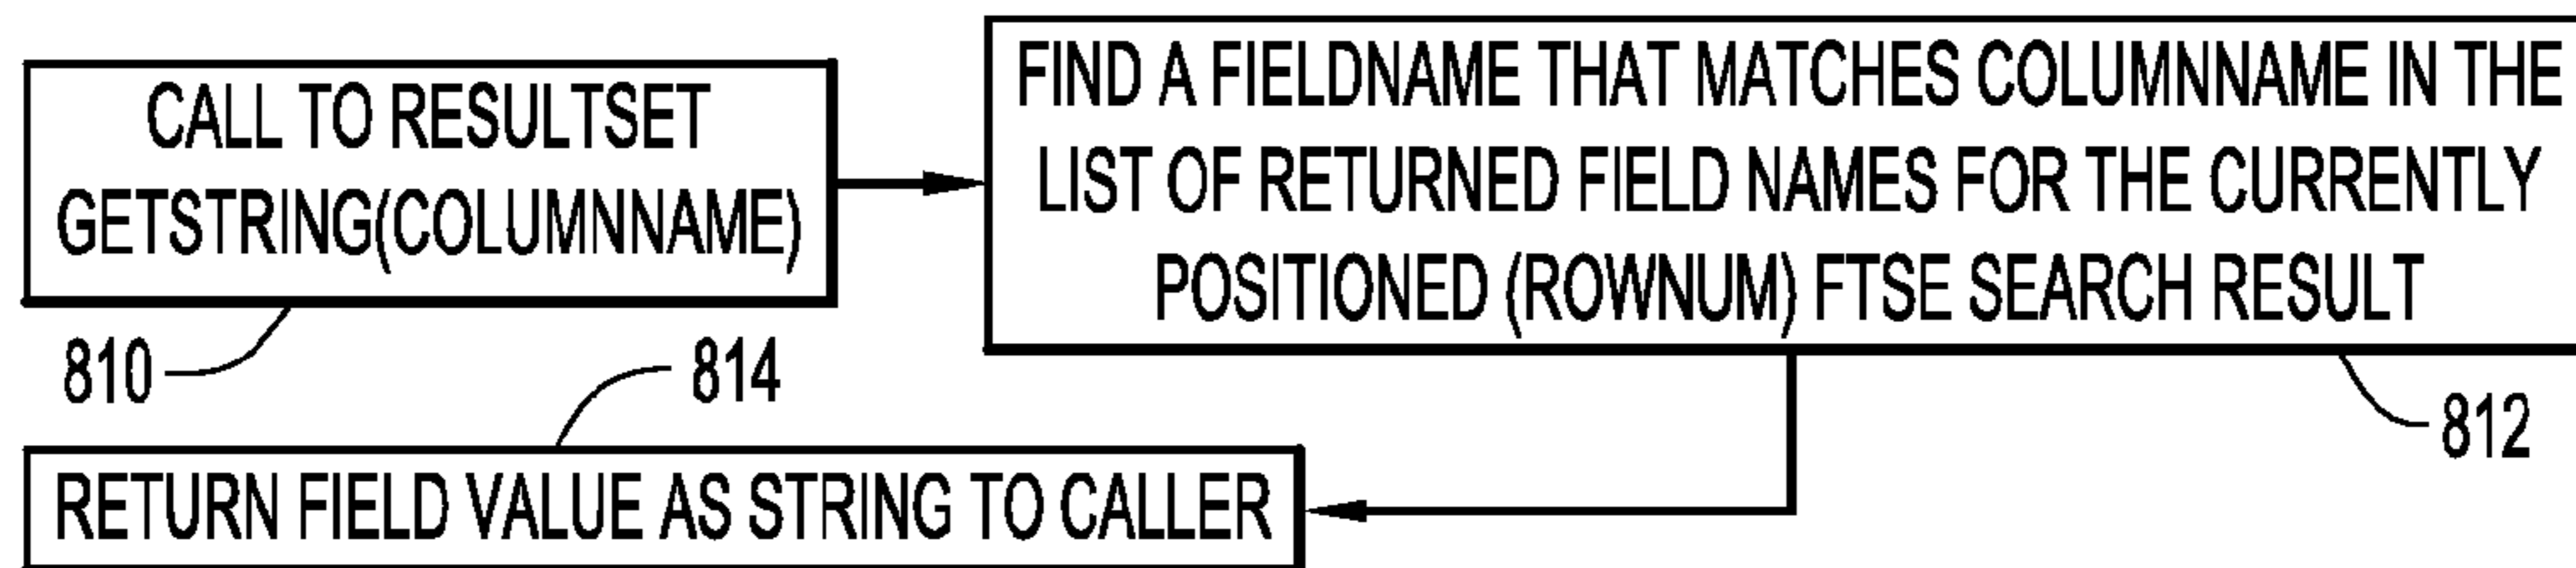 CALL TO RESULTSET
GETSTRING(COLUMNNAME)
810
FIND A FIELDNAME THAT MATCHES COLUMNNAME IN THE
LIST OF RETURNED FIELD NAMES FOR THE CURRENTLY
POSITIONED (ROWNUM) FTSE SEARCH RESULT
812
814
RETURN FIELD VALUE AS STRING TO CALLER